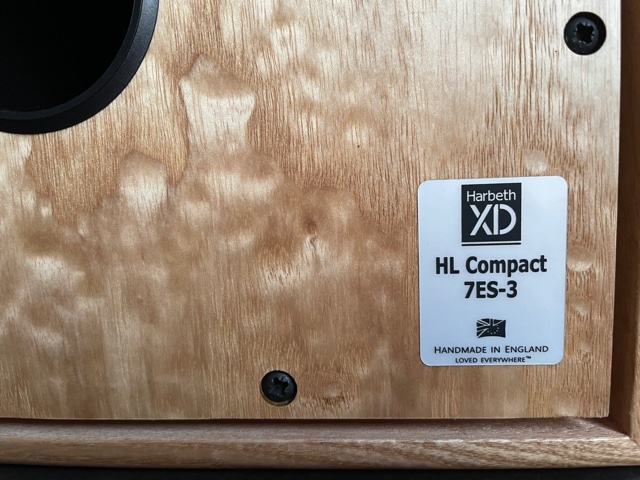 Harbeth
XD
HL Compact
7ES-3
HANDMADE IN ENGLAND
LOVED EVERYWHERE™